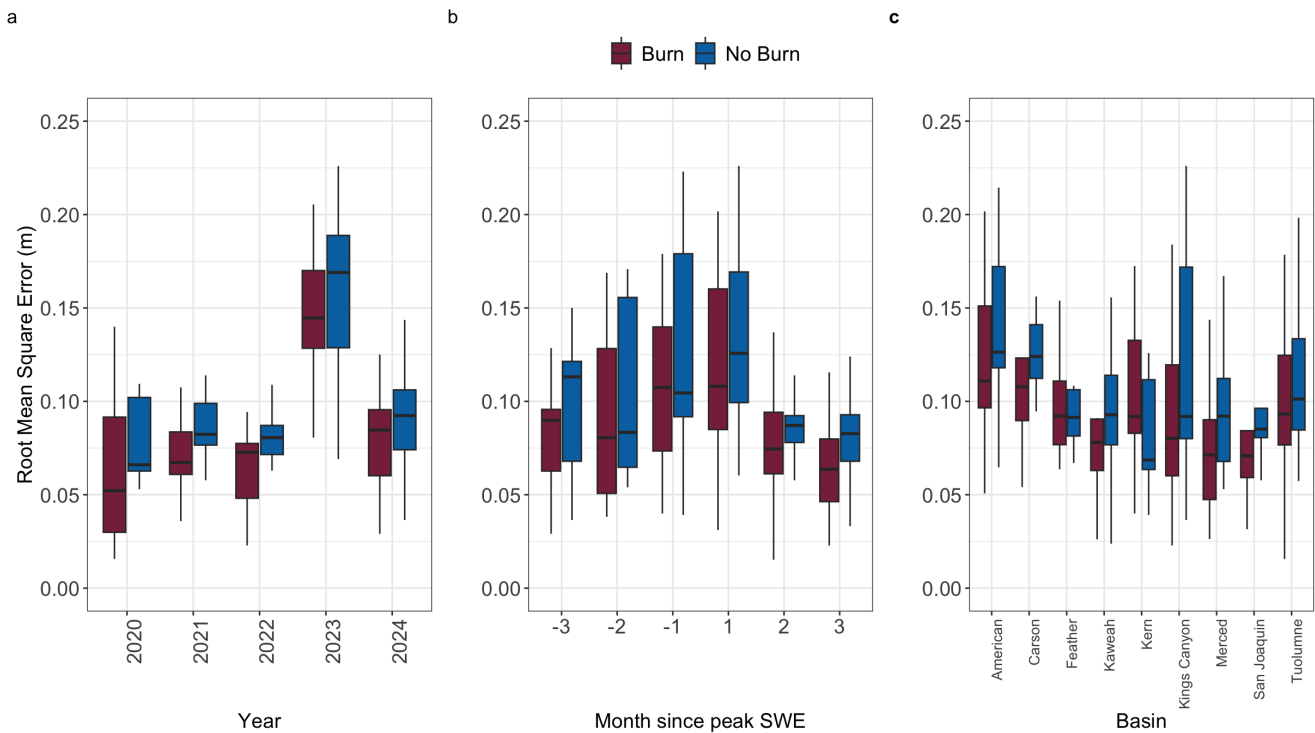 a
b
c
Burn
No Burn
Root Mean Square Error (m)
0.25
0.20
0.15
0.10
0.05
0.00
2020
2021
2022
2023
2024
Year
0.25
0.20
0.15
0.10
0.05
0.00
-3
-2
-1
1
2
3
Month since peak SWE
0.25
0.20
0.15
0.10
0.05
0.00
American
Carson
Feather
Kaweah
Kern
Kings Canyon
Merced
San Joaquin
Tuolumne
Basin